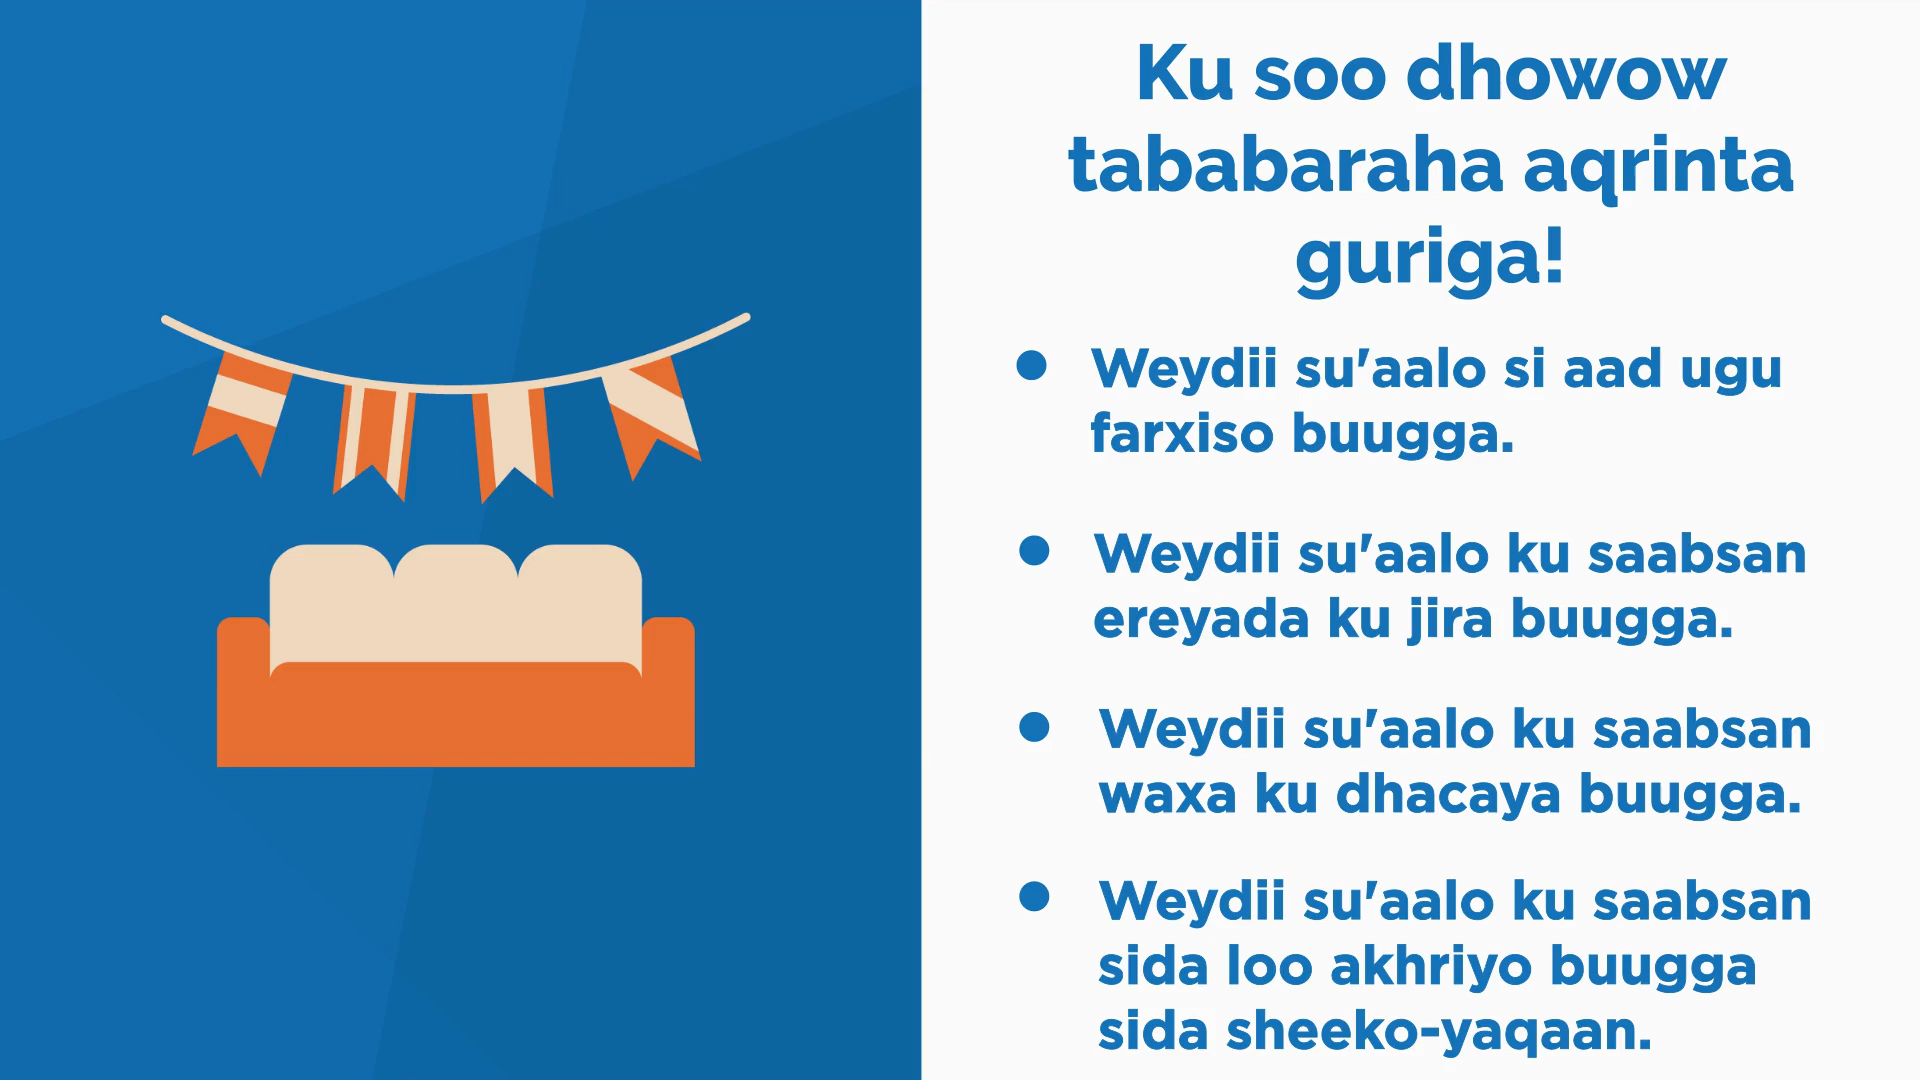 Ku soo dhowow
tababaraha aqrinta
guriga!
● Weydii su'aalo si aad ugu
farxiso buugga.
● Weydii su'aalo ku saabsan
ereyada ku jira buugga.
● Weydii su'aalo ku saabsan
waxa ku dhacaya buugga.
● Weydii su'aalo ku saabsan
sida loo akhriyo buugga
sida sheeko-yaqaan.